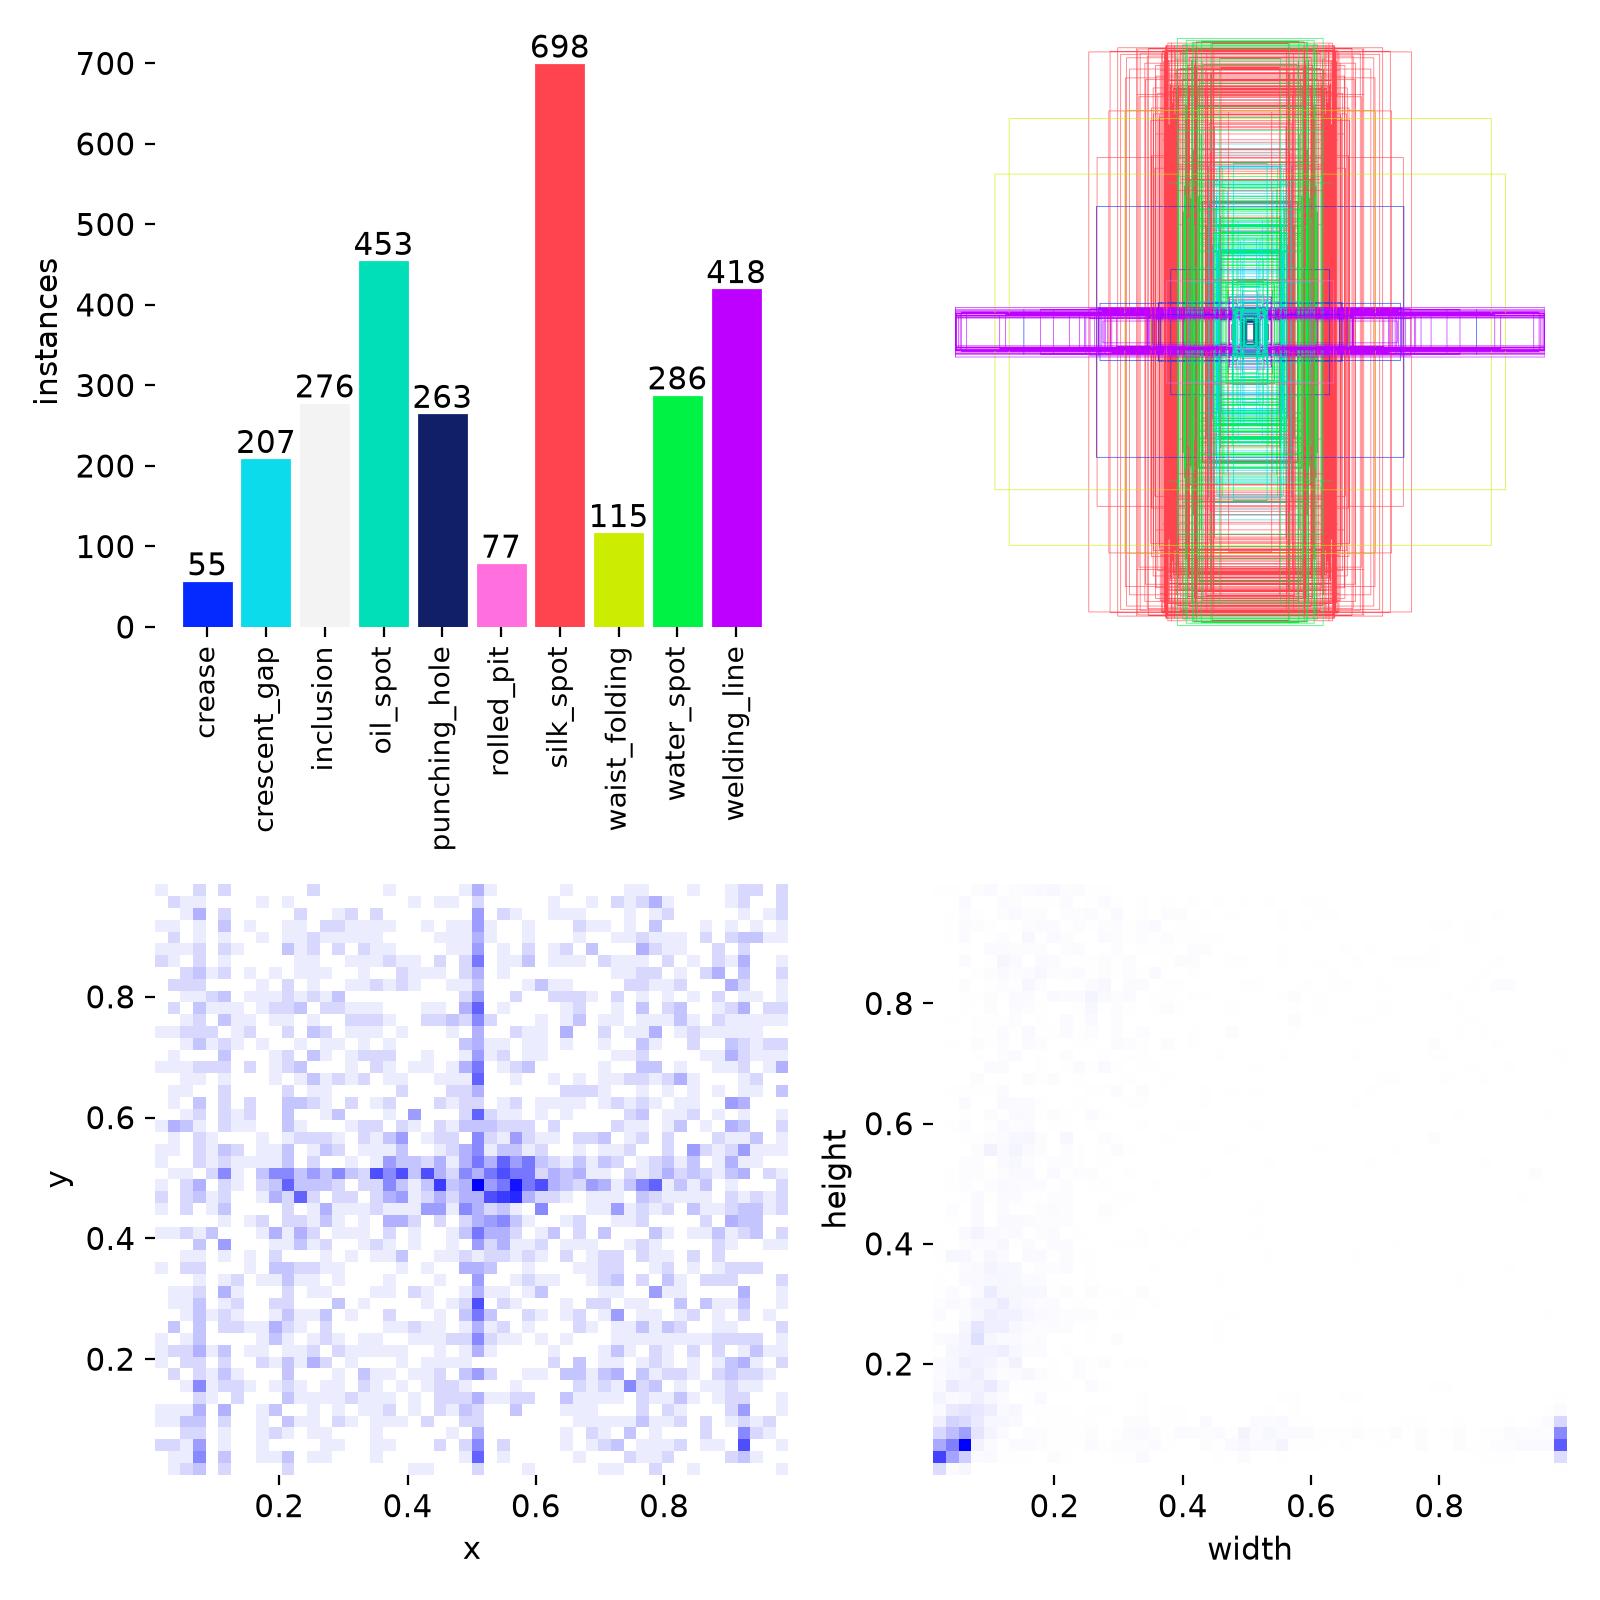 instances
700
600
500
400
300
200
100
0
55
207
276
453
263
77
698
115
286
418
crease
crescent_gap
inclusion
oil_spot
punching_hole
rolled_pit
silk_spot
waist_folding
water_spot
welding_line
y
0.8
0.6
0.4
0.2
0.2
0.4
0.6
0.8
x
height
0.8
0.6
0.4
0.2
0.2
0.4
0.6
0.8
width